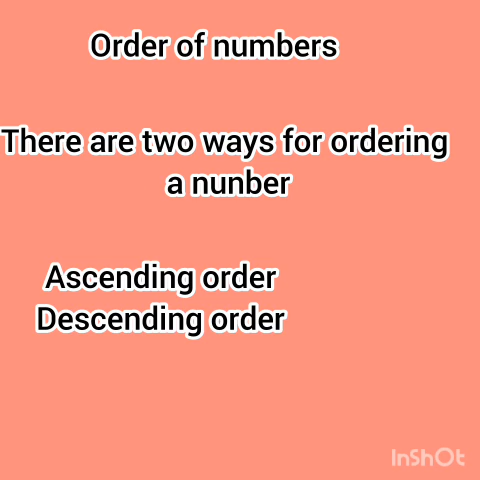 Order of numbers
There are two ways for ordering
a nunber
Ascending order
Descending order
InShOt